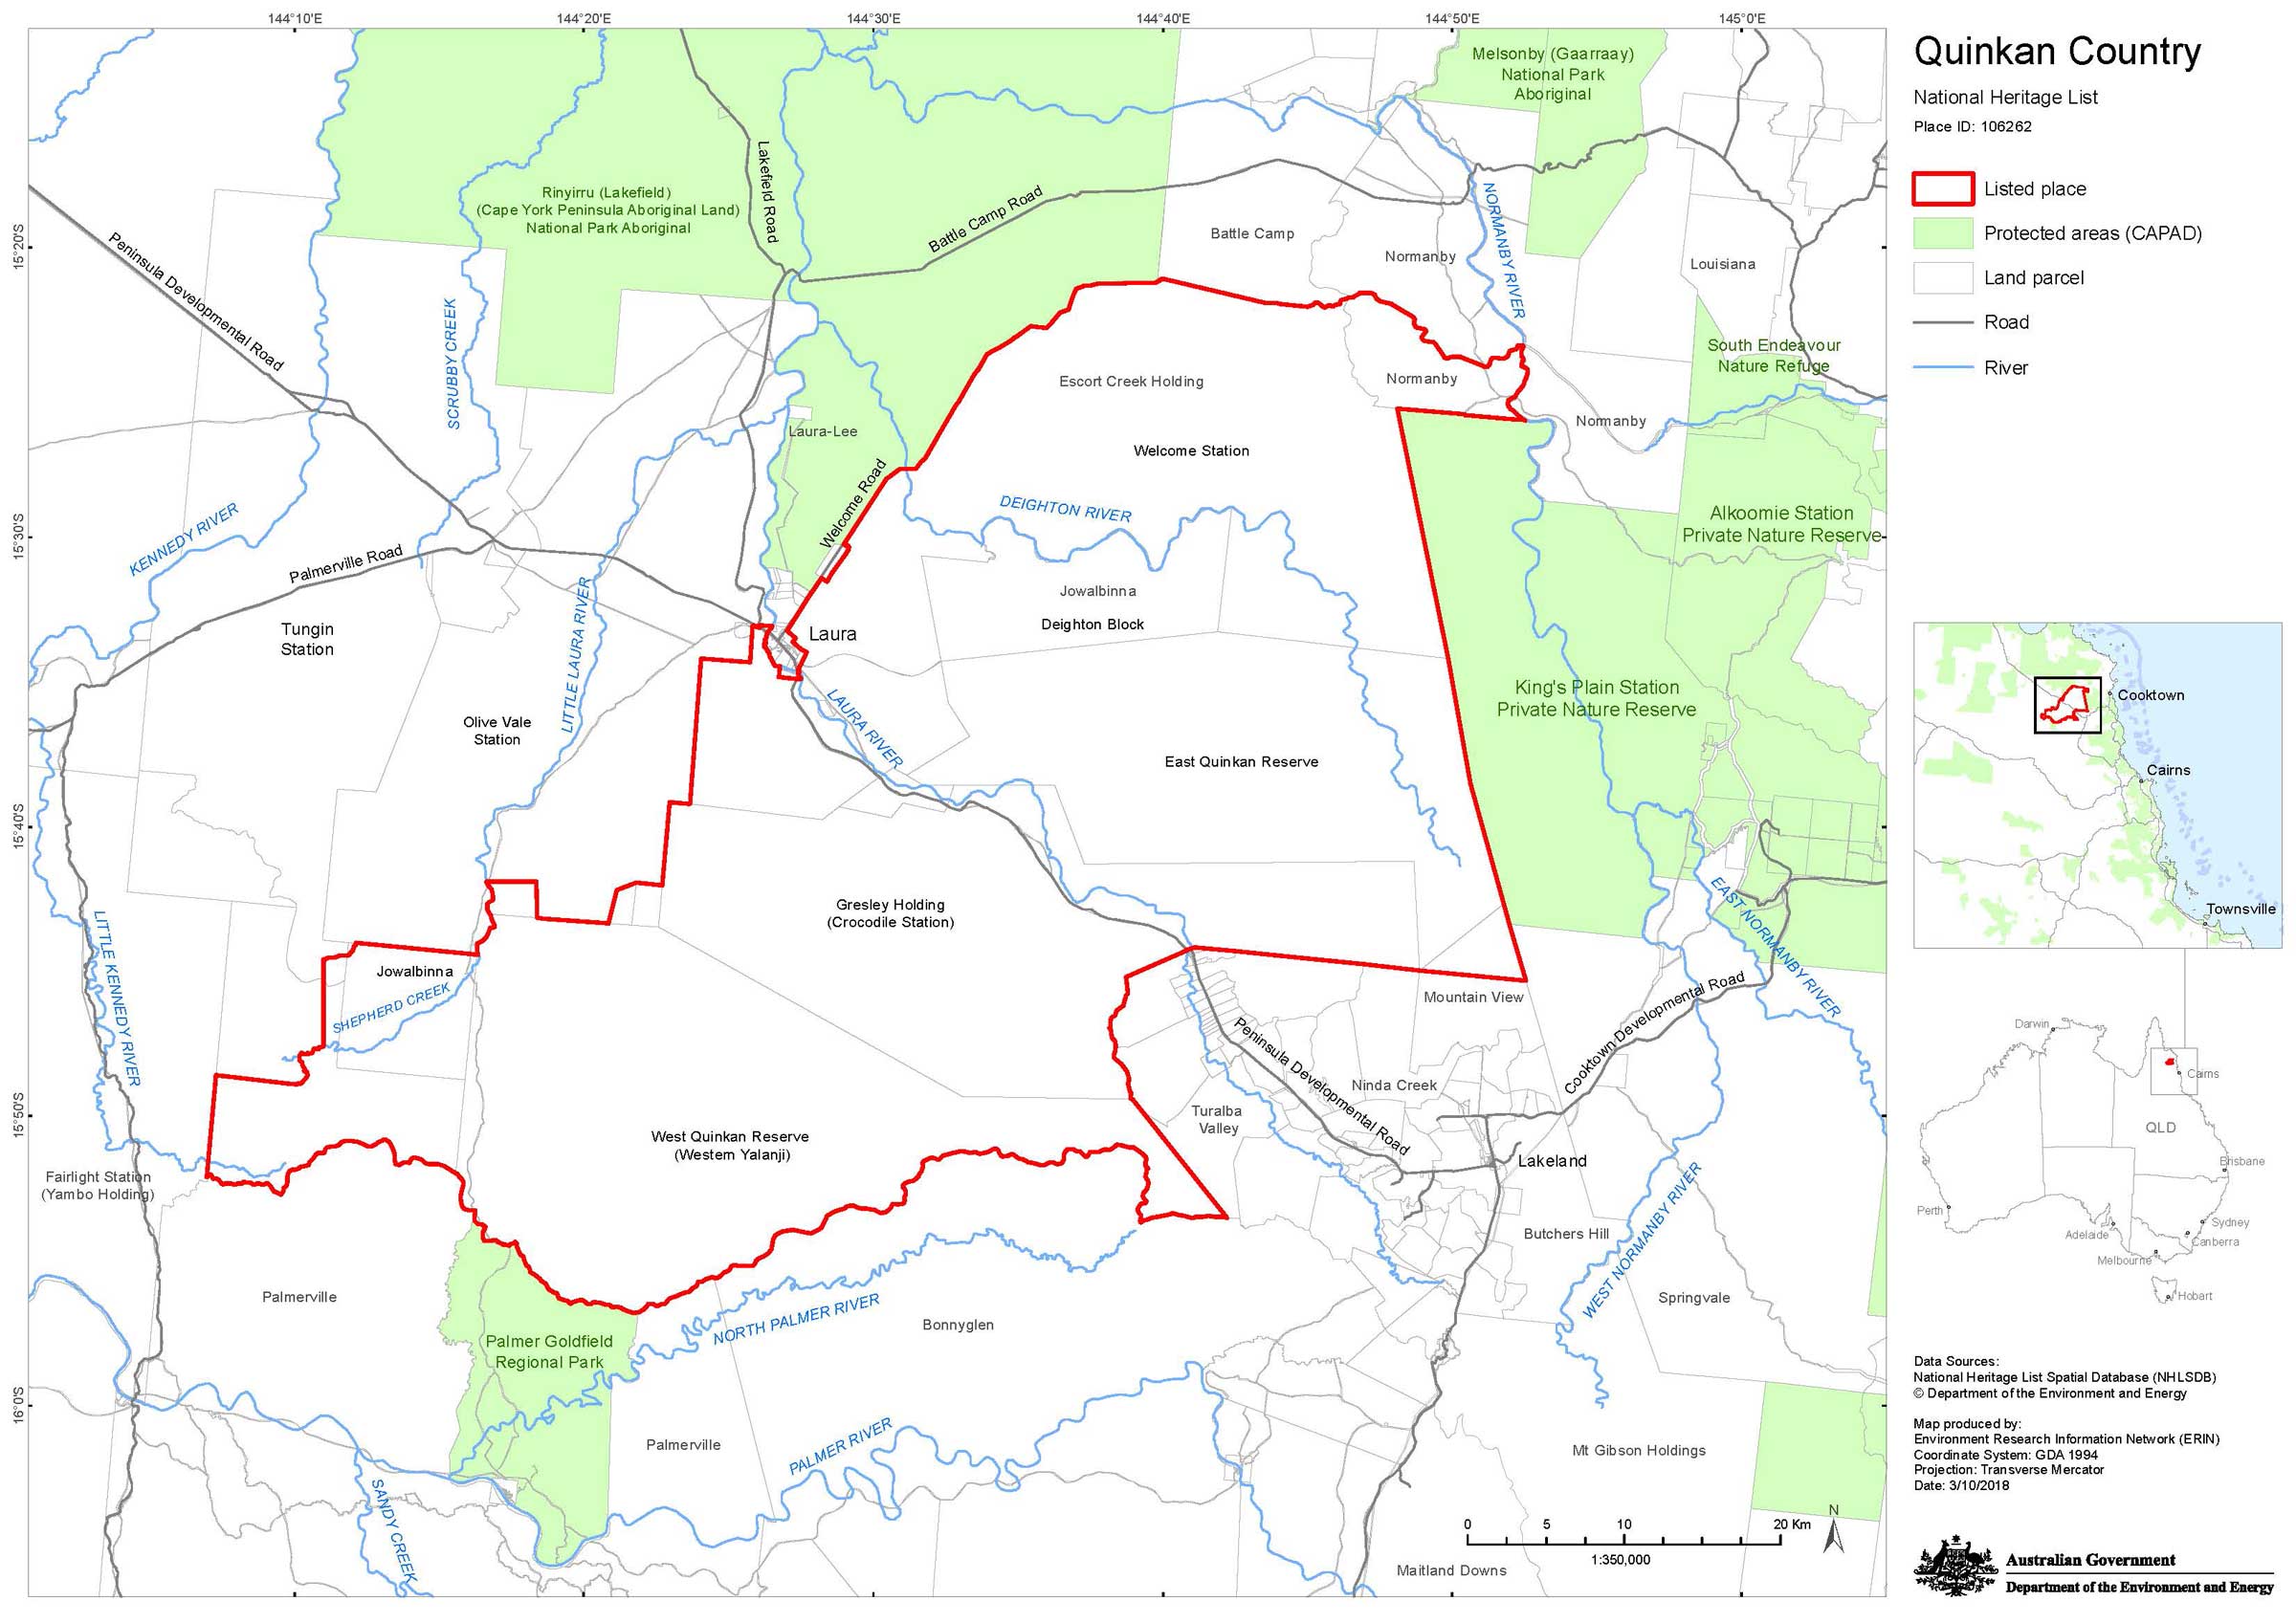 144°10'E
144°20'E
144°30'E
144°40'E
144°50'E
145°0'E
15°20'S
15°30'S
15°40'S
15°50'S
16°0'S
Melsonby (Gaarraay)
National Park
Aboriginal
Rinyirru (Lakefield)
(Cape York Peninsula Aboriginal Land)
National Park Aboriginal
Lakefield Road
Battle Camp Road
Battle Camp
NORMANBY RIVER
Normanby
Louisiana
Peninsula Developmental Road
SCRUBBY CREEK
South Endeavour
Nature Refuge
Escort Creek Holding
Normanby
Normanby
Laura-Lee
Welcome Station
Welcome Road
KENNEDY RIVER
DEIGHTON RIVER
Alkoomie Station
Private Nature Reserve
Palmerville Road
Jowalbinna
Deighton Block
Tungin
Station
Laura
LITTLE LAURA RIVER
LAURA RIVER
King's Plain Station
Private Nature Reserve
Olive Vale
Station
East Quinkan Reserve
Gresley Holding
(Crocodile Station)
EAST NORMANBY RIVER
LITTLE KENNEDY RIVER
Jowalbinna
SHEPHERD CREEK
Mountain View
Cooktown Developmental Road
Peninsula Developmental Road
Ninda Creek
Turalba
Valley
West Quinkan Reserve
(Western Yalanji)
Lakeland
Fairlight Station
(Yambo Holding)
Butchers Hill
WEST NORMANBY RIVER
Palmerville
NORTH PALMER RIVER
Bonnyglen
Springvale
Palmer Goldfield
Regional Park
Palmerville
PALMER RIVER
Mt Gibson Holdings
SANDY CREEK
Maitland Downs
0 5 10 20 Km
1:350,000
N
Quinkan Country
National Heritage List
Place ID: 106262
Listed place
Protected areas (CAPAD)
Land parcel
Road
River
Cooktown
Cairns
Townsville
Darwin
Cairns
QLD
Brisbane
Perth
Sydney
Adelaide
Canberra
Melbourne
Hobart
Data Sources:
National Heritage List Spatial Database (NHLSDB)
© Department of the Environment and Energy
Map produced by:
Environment Research Information Network (ERIN)
Coordinate System: GDA 1994
Projection: Transverse Mercator
Date: 3/10/2018
Australian Government
Department of the Environment and Energy